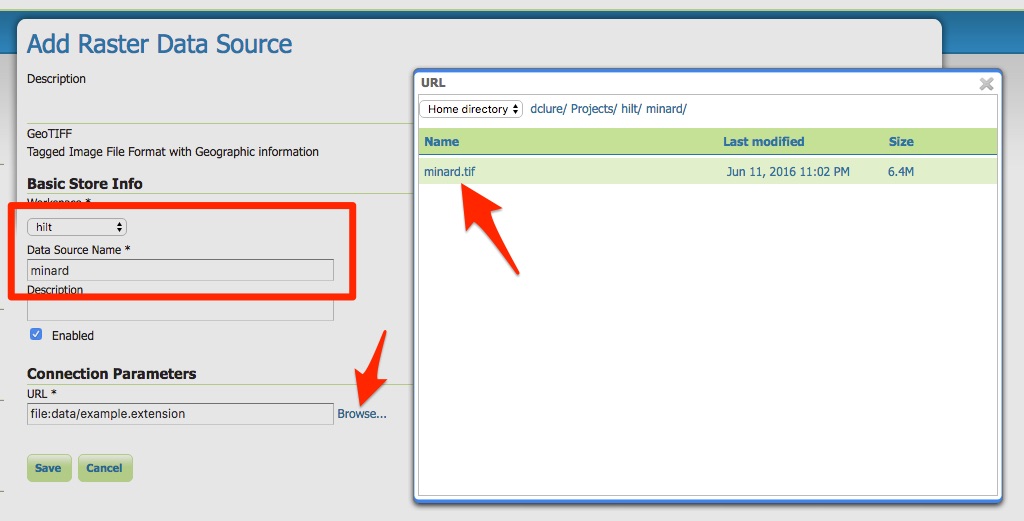 Add Raster Data Source
Description
GeoTIFF
Tagged Image File Format with Geographic information
Basic Store Info
Workspace *
hilt
Data Source Name *
minard
Description
Enabled
Connection Parameters
URL *
file:data/example.extension Browse...
Save Cancel
URL
Home directory dclure/ Projects/ hilt/ minard/
Name Last modified Size
minard.tif Jun 11, 2016 11:02 PM 6.4M